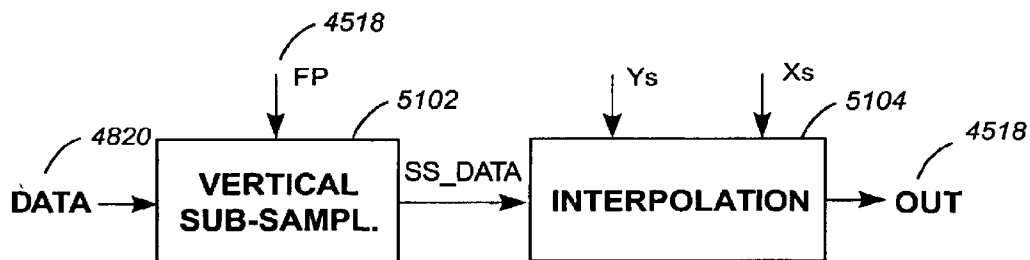 4518
FP
5102
Ys
Xs
5104
4820
4518
DATA
VERTICAL
SUB-SAMPL.
SS_DATA
INTERPOLATION
OUT